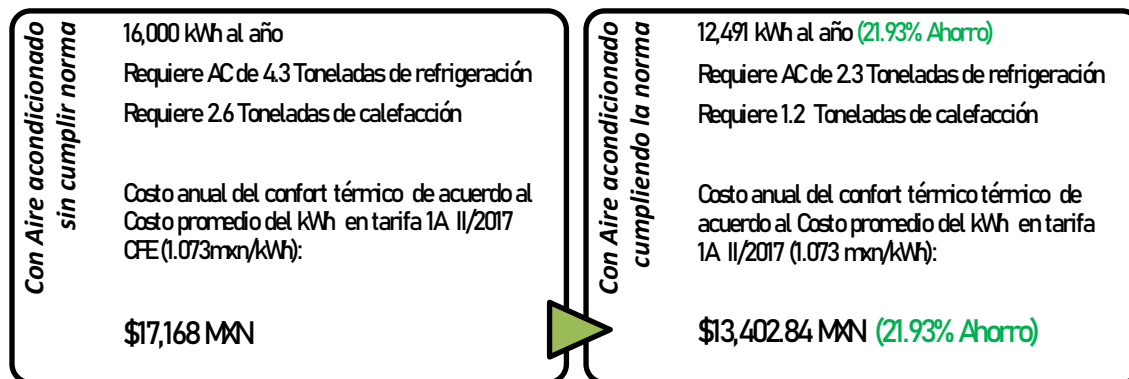 Con Aire acondicionado
sin cumplir norma
16,000 kWh al año
Requiere AC de 4.3 Toneladas de refrigeración
Requiere 2.6 Toneladas de calefacción
Costo anual del confort térmico de acuerdo al
Costo promedio del kWh en tarifa 1A II/2017
CFE (1.073mxn/kWh):
$17,168 MXN
Con Aire acondicionado
cumpliendo la norma
12,491 kWh al año (21.93% Ahorro)
Requiere AC de 2.3 Toneladas de refrigeración
Requiere 1.2 Toneladas de calefacción
Costo anual del confort térmico térmico de
acuerdo al Costo promedio del kWh en tarifa
1A II/2017 (1.073 mxn/kWh):
$13,402.84 MXN (21.93% Ahorro)